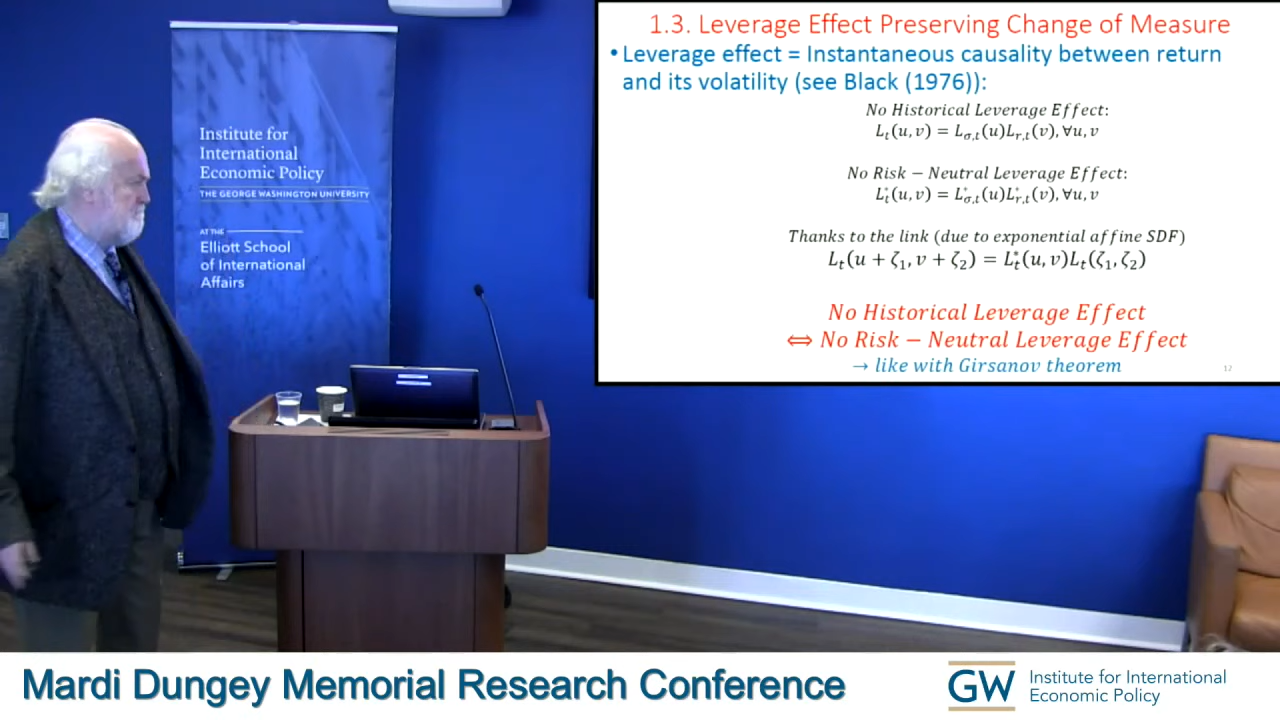 1.3. Leverage Effect Preserving Change of Measure
• Leverage effect = Instantaneous causality between return
and its volatility (see Black (1976)):
No Historical Leverage Effect:
L_t(u, v) = L_{σ,t}(u)L_{r,t}(v), ∀u, v
No Risk − Neutral Leverage Effect:
L*_t(u, v) = L*_{σ,t}(u)L*_{r,t}(v), ∀u, v
Thanks to the link (due to exponential affine SDF)
L_t(u + ζ_1, v + ζ_2) = L*_t(u, v)L_t(ζ_1, ζ_2)
No Historical Leverage Effect
⟺ No Risk − Neutral Leverage Effect
→ like with Girsanov theorem
12
Institute for
International
Economic Policy
THE GEORGE WASHINGTON UNIVERSITY
AT THE
Elliott School
of International
Affairs
Mardi Dungey Memorial Research Conference
GW
Institute for International
Economic Policy